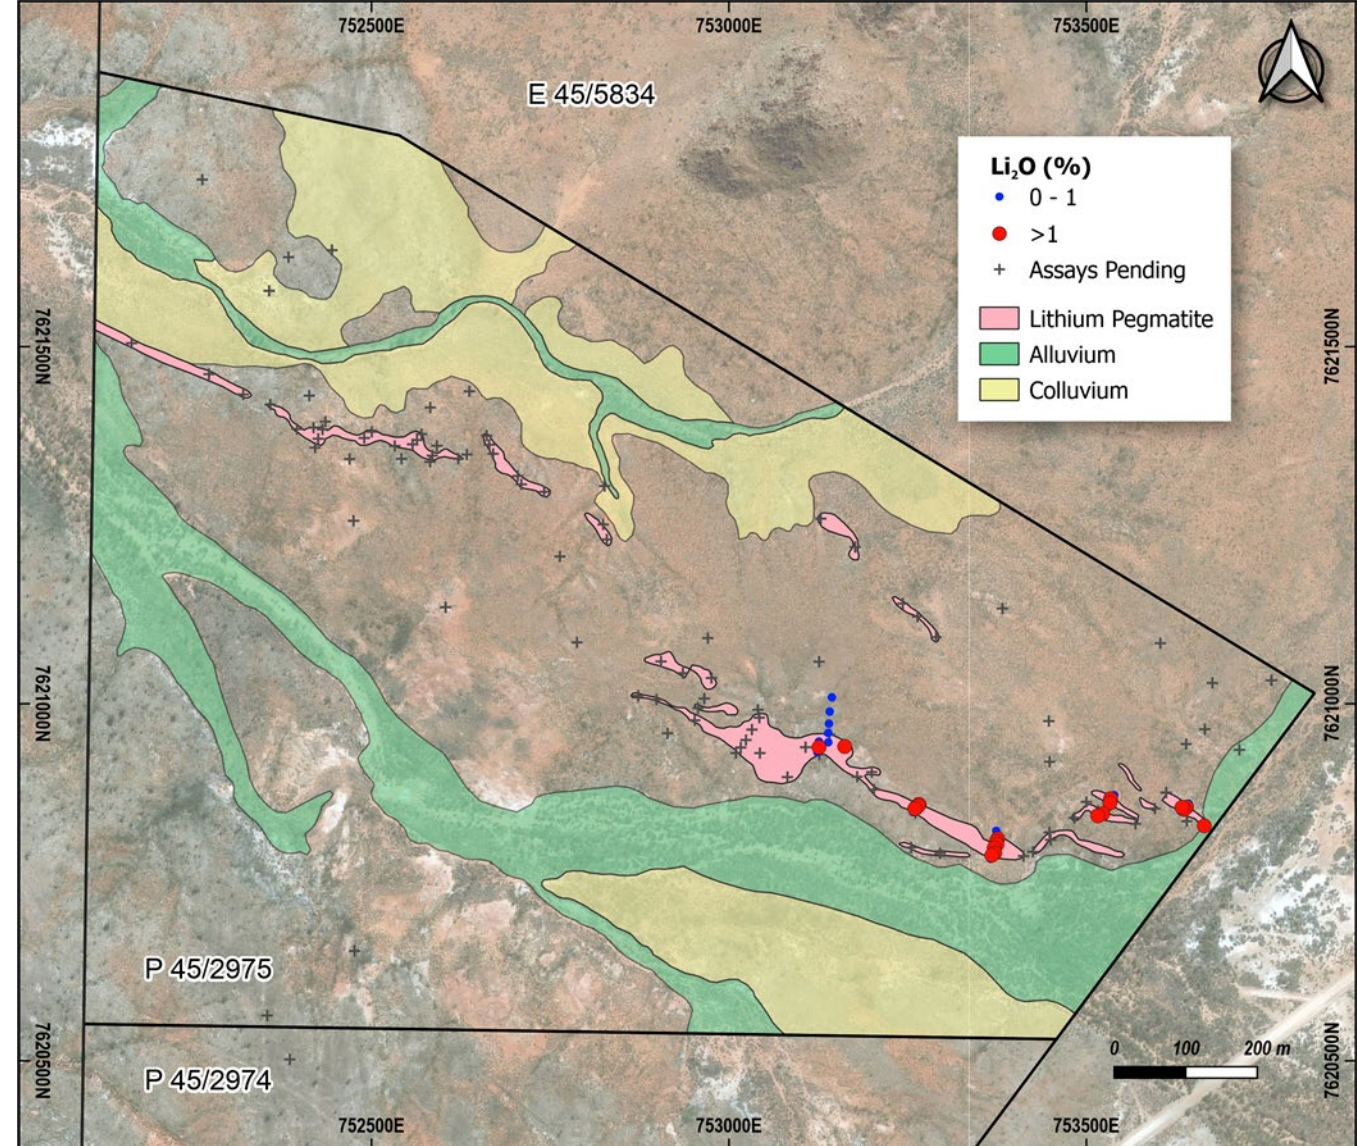 752500E
753000E
753500E
E 45/5834
Li₂O (%)
0 - 1
>1
Assays Pending
Lithium Pegmatite
Alluvium
Colluvium
7621500N
7621500N
7621000N
7621000N
P 45/2975
7620500N
7620500N
0 100 200 m
P 45/2974
752500E
753000E
753500E